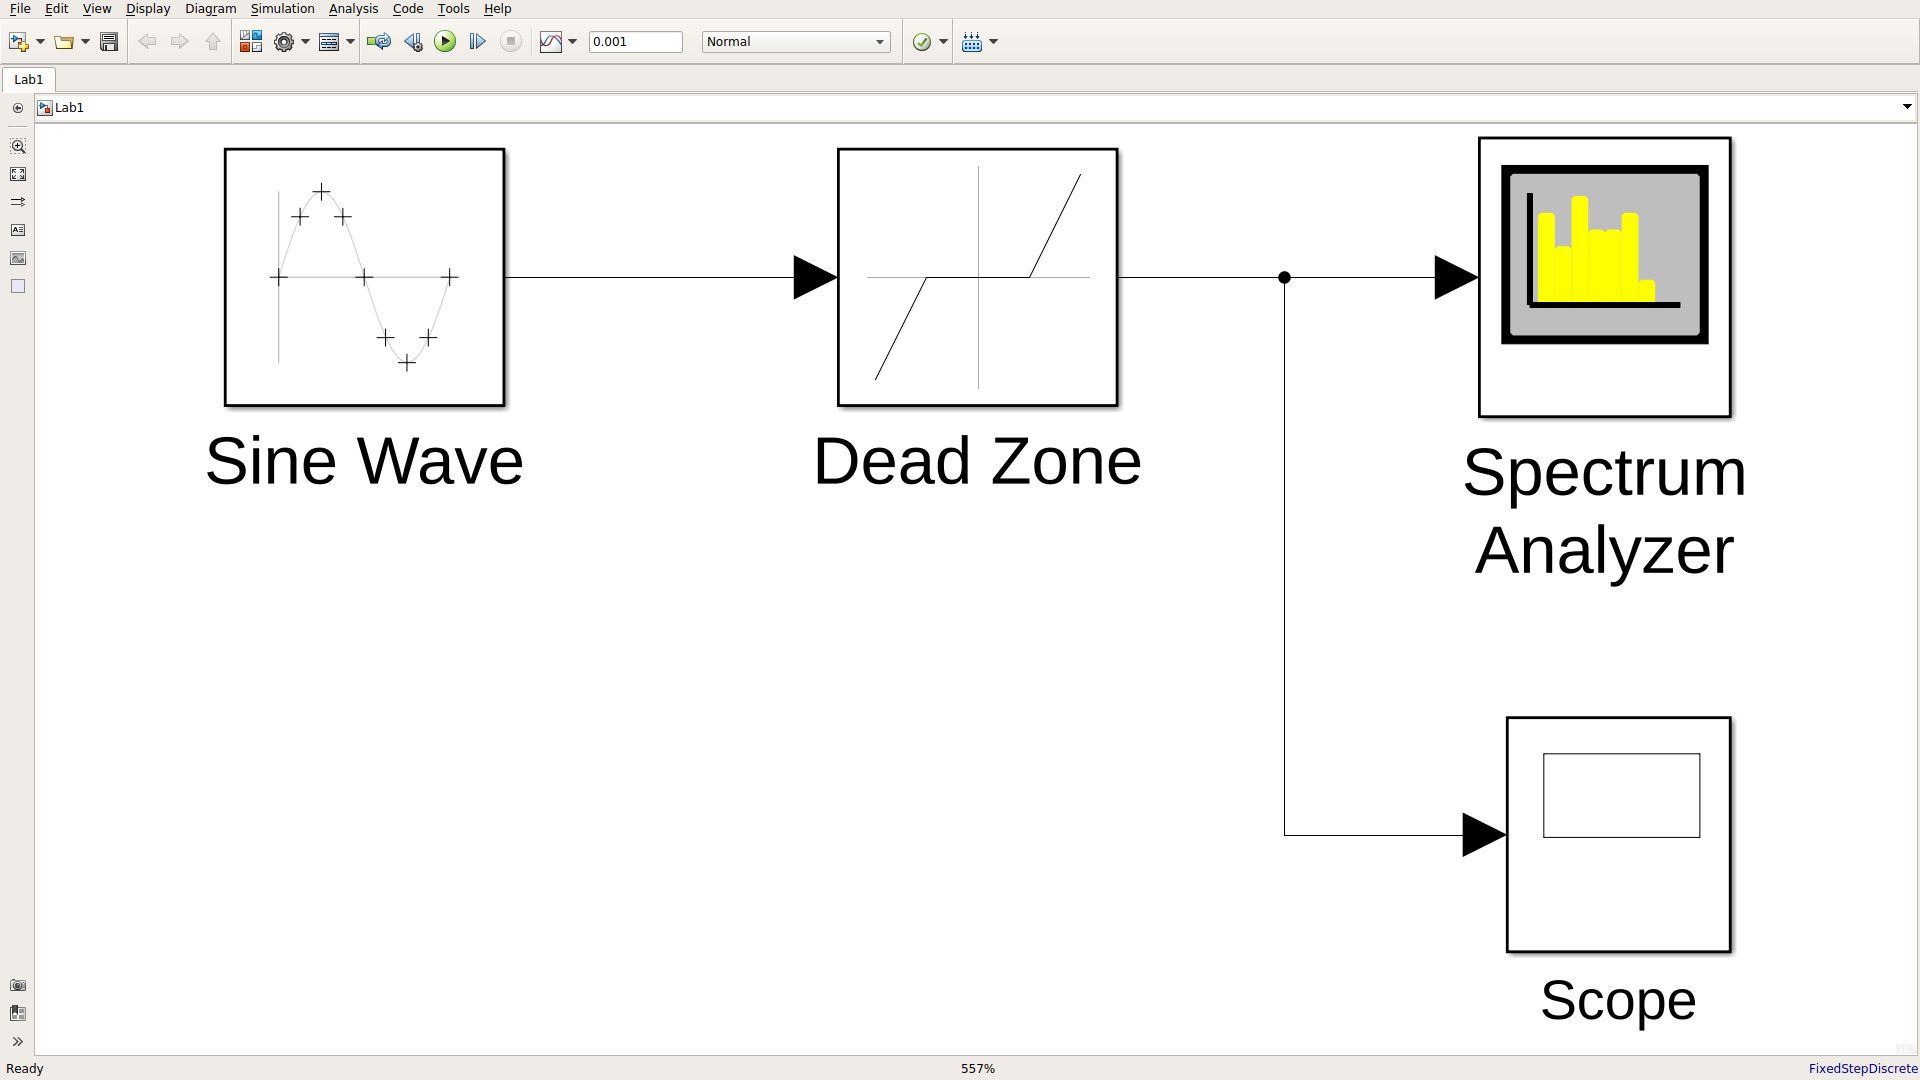 File Edit View Display Diagram Simulation Analysis Code Tools Help
0.001 Normal
Lab1
Lab1
Sine Wave
Dead Zone
Spectrum
Analyzer
Scope
Ready 557% FixedStepDiscrete